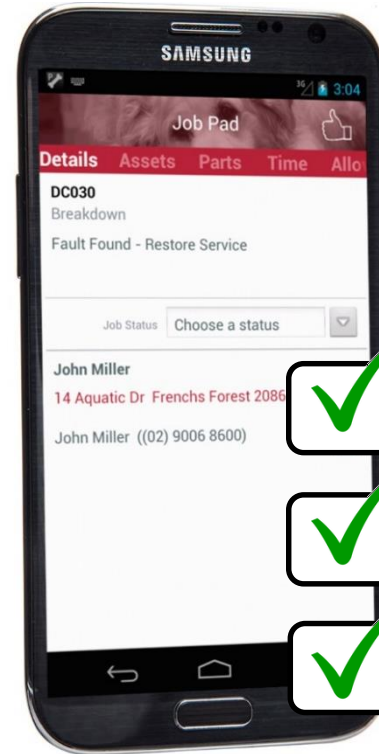 SAMSUNG
3G 3:04
Job Pad
Details Assets Parts Time Allo
DC030
Breakdown
Fault Found - Restore Service
Job Status Choose a status
John Miller
14 Aquatic Dr Frenchs Forest 2086
John Miller ((02) 9006 8600)